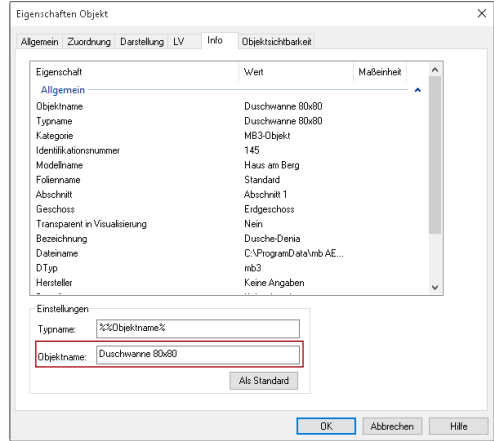 Eigenschaften Objekt
Allgemein Zuordnung Darstellung LV Info Objektsichtbarkeit
Eigenschaft Wert Maßeinheit
Allgemein
Objektname Duschwanne 80x80
Typname Duschwanne 80x80
Kategorie MB3-Objekt
Identifikationsnummer 145
Modellname Haus am Berg
Folienname Standard
Abschnitt Abschnitt 1
Geschoss Erdgeschoss
Transparent in Visualisierung Nein
Bezeichnung Dusche-Denia
Dateiname C:\ProgramData\mb AE...
DTyp mb3
Hersteller Keine Angaben
Einstellungen
Typname: %%Objektname%
Objektname: Duschwanne 80x80
Als Standard
OK Abbrechen Hilfe